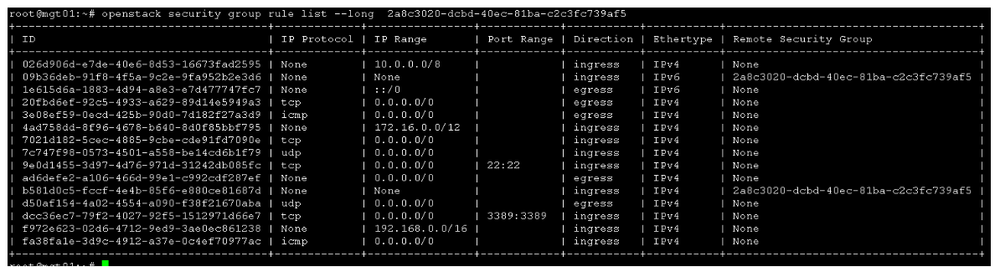 root@mgt01:~# openstack security group rule list --long  2a8c3020-dcbd-40ec-81ba-c2c3fc739af5
+--------------------------------------+-------------+----------------+------------+-----------+-----------+--------------------------------------+
| ID                                   | IP Protocol | IP Range       | Port Range | Direction | Ethertype | Remote Security Group                |
+--------------------------------------+-------------+----------------+------------+-----------+-----------+--------------------------------------+
| 026d906d-e7de-40e6-8d53-16673fad2595 | None        | 10.0.0.0/8     |            | ingress   | IPv4      | None                                 |
| 09b36deb-91f8-4f5a-9c2e-9fa952b2e3d6 | None        | None           |            | ingress   | IPv6      | 2a8c3020-dcbd-40ec-81ba-c2c3fc739af5 |
| 1e615d6a-1883-4d94-a8e3-e7d477747fc7 | None        | ::/0           |            | egress    | IPv6      | None                                 |
| 20fbd6ef-92c5-4933-a629-89d14e5949a3 | tcp         | 0.0.0.0/0      |            | egress    | IPv4      | None                                 |
| 3e08ef59-0ecd-425b-90d0-7d182f27a3d9 | icmp        | 0.0.0.0/0      |            | egress    | IPv4      | None                                 |
| 4ad758dd-8f96-4678-b640-8d0f85bbf795 | None        | 172.16.0.0/12  |            | ingress   | IPv4      | None                                 |
| 7021d182-5cec-4885-9cbe-cde91fd7090e | tcp         | 0.0.0.0/0      |            | ingress   | IPv4      | None                                 |
| 7c747f98-0573-4501-a558-be14cd6b1f79 | udp         | 0.0.0.0/0      |            | ingress   | IPv4      | None                                 |
| 9e0d1455-3d97-4d76-971d-31242db085fc | tcp         | 0.0.0.0/0      | 22:22      | ingress   | IPv4      | None                                 |
| ad6defe2-a106-466d-99e1-c992cdf287ef | None        | 0.0.0.0/0      |            | egress    | IPv4      | None                                 |
| b581d0c5-fccf-4e4b-85f6-e880ce81687d | None        | None           |            | ingress   | IPv4      | 2a8c3020-dcbd-40ec-81ba-c2c3fc739af5 |
| d50af154-4a02-4554-a090-f38f21670aba | udp         | 0.0.0.0/0      |            | egress    | IPv4      | None                                 |
| dcc36ec7-79f2-4027-92f5-1512971d66e7 | tcp         | 0.0.0.0/0      | 3389:3389  | ingress   | IPv4      | None                                 |
| f972e623-02d6-4712-9ed9-3ae0ec861238 | None        | 192.168.0.0/16 |            | ingress   | IPv4      | None                                 |
| fa38fa1e-3d9c-4912-a37e-0c4ef70977ac | icmp        | 0.0.0.0/0      |            | ingress   | IPv4      | None                                 |
+--------------------------------------+-------------+----------------+------------+-----------+-----------+--------------------------------------+
root@mgt01:~#